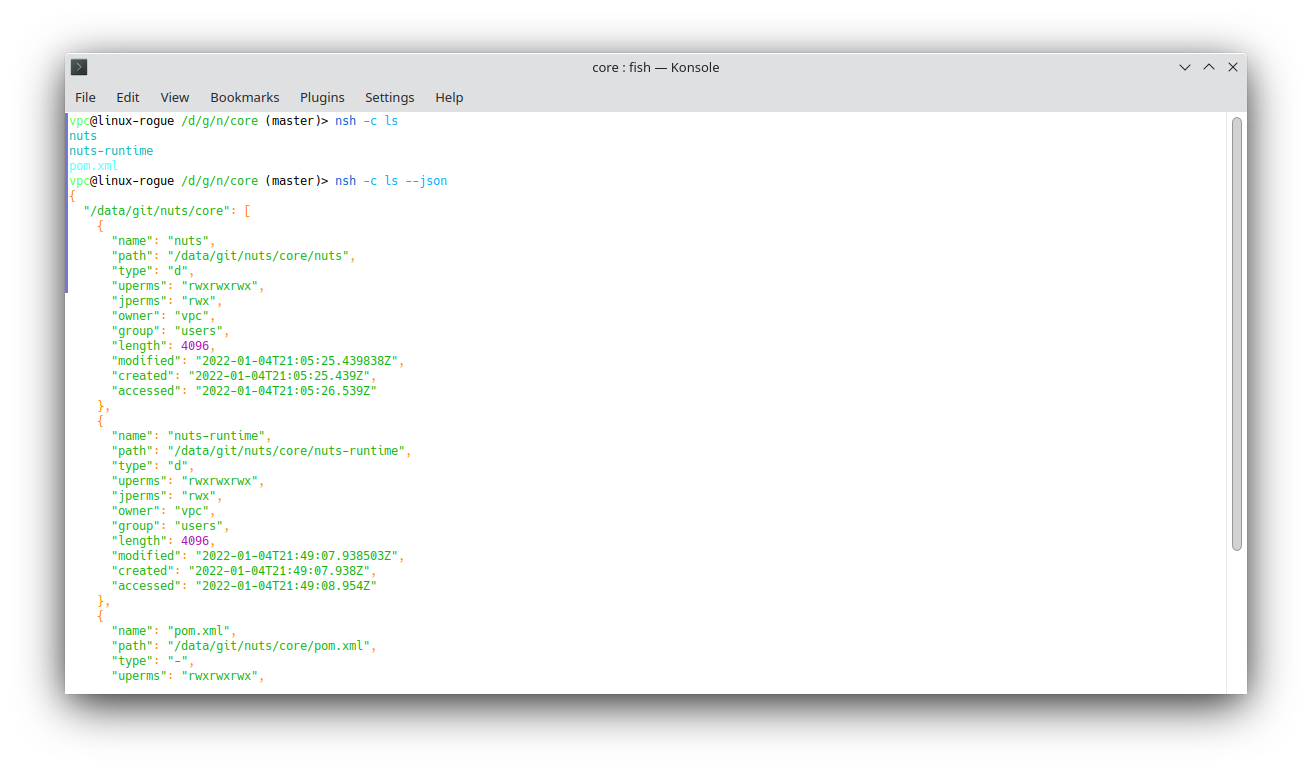 core : fish — Konsole
File Edit View Bookmarks Plugins Settings Help
vpc@linux-rogue /d/g/n/core (master)> nsh -c ls
nuts
nuts-runtime
pom.xml
vpc@linux-rogue /d/g/n/core (master)> nsh -c ls --json
{
  "/data/git/nuts/core": [
    {
      "name": "nuts",
      "path": "/data/git/nuts/core/nuts",
      "type": "d",
      "uperms": "rwxrwxrwx",
      "jperms": "rwx",
      "owner": "vpc",
      "group": "users",
      "length": 4096,
      "modified": "2022-01-04T21:05:25.439838Z",
      "created": "2022-01-04T21:05:25.439Z",
      "accessed": "2022-01-04T21:05:26.539Z"
    },
    {
      "name": "nuts-runtime",
      "path": "/data/git/nuts/core/nuts-runtime",
      "type": "d",
      "uperms": "rwxrwxrwx",
      "jperms": "rwx",
      "owner": "vpc",
      "group": "users",
      "length": 4096,
      "modified": "2022-01-04T21:49:07.938503Z",
      "created": "2022-01-04T21:49:07.938Z",
      "accessed": "2022-01-04T21:49:08.954Z"
    },
    {
      "name": "pom.xml",
      "path": "/data/git/nuts/core/pom.xml",
      "type": "-",
      "uperms": "rwxrwxrwx",